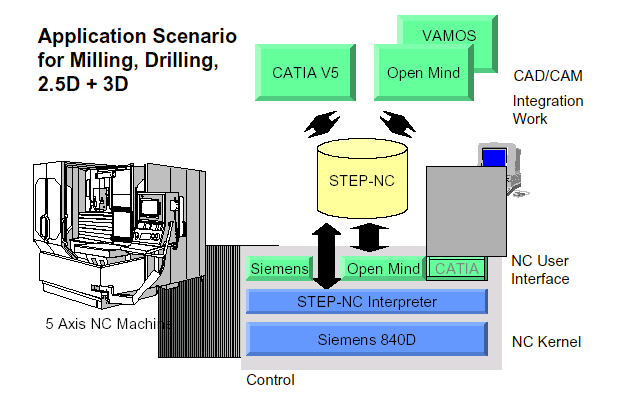 Application Scenario
for Milling, Drilling,
2.5D + 3D
VAMOS
CATIA V5
Open Mind
CAD/CAM
Integration
Work
STEP-NC
Siemens
Open Mind
CATIA
NC User
Interface
STEP-NC Interpreter
5 Axis NC Machine
Siemens 840D
NC Kernel
Control